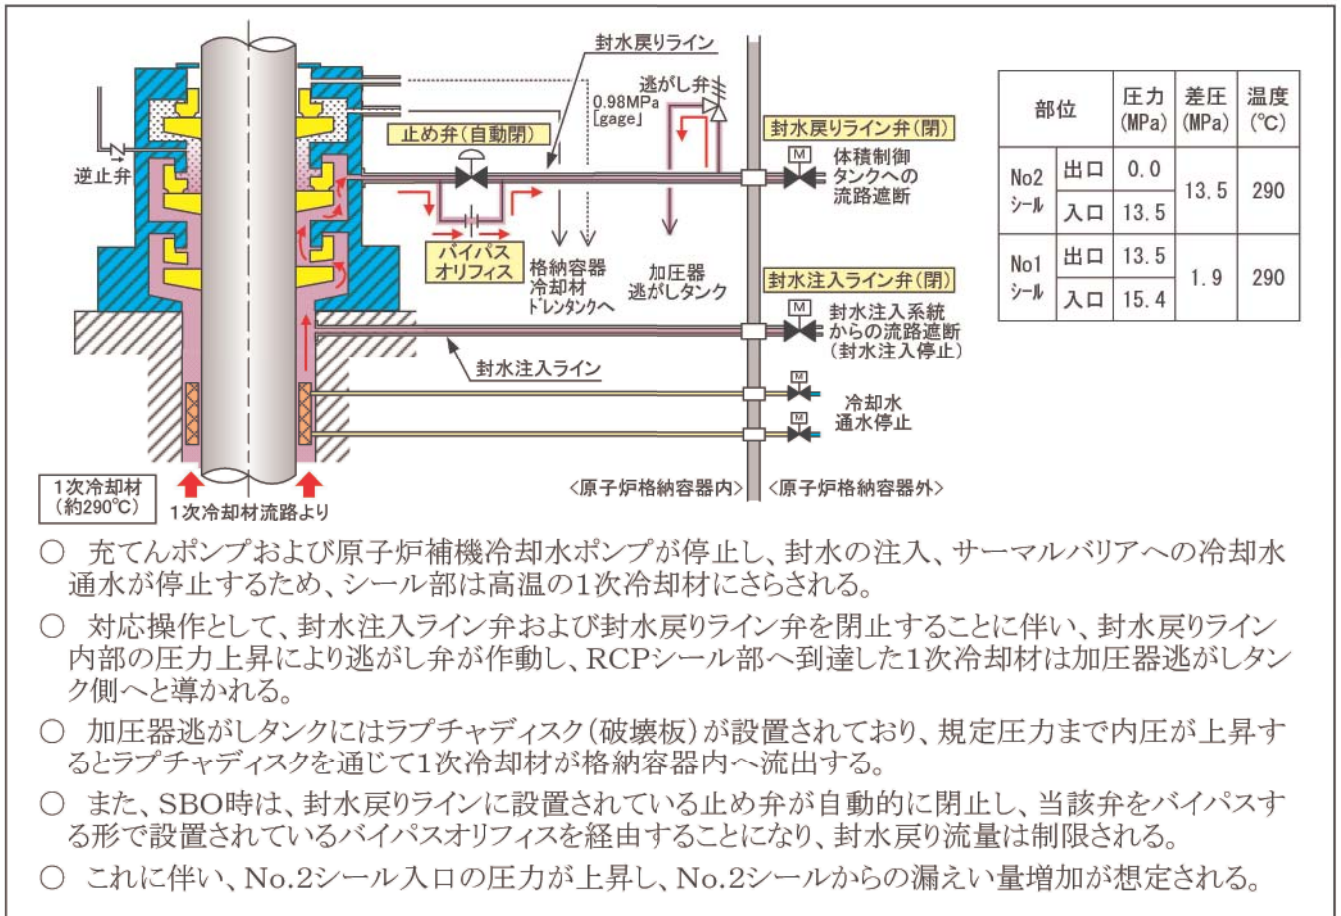 封水戻りライン
逃がし弁
0.98MPa
[gage」
止め弁(自動閉)
封水戻りライン弁(閉)
M
体積制御
タンクへの
流路遮断
逆止弁
バイパス
オリフィス
格納容器
冷却材
ドレンタンクへ
加圧器
逃がしタンク
封水注入ライン弁(閉)
M
封水注入系統
からの流路遮断
(封水注入停止)
封水注入ライン
M
冷却水
通水停止
M
1次冷却材
(約290℃)
1次冷却材流路より
<原子炉格納容器内>
<原子炉格納容器外>
部位 圧力(MPa) 差圧(MPa) 温度(℃)
No2シール 出口 0.0 13.5 290
入口 13.5
No1シール 出口 13.5 1.9 290
入口 15.4
○ 充てんポンプおよび原子炉補機冷却水ポンプが停止し、封水の注入、サーマルバリアへの冷却水
通水が停止するため、シール部は高温の1次冷却材にさらされる。
○ 対応操作として、封水注入ライン弁および封水戻りライン弁を閉止することに伴い、封水戻りライン
内部の圧力上昇により逃がし弁が作動し、RCPシール部へ到達した1次冷却材は加圧器逃がしタン
ク側へと導かれる。
○ 加圧器逃がしタンクにはラプチャディスク(破壊板)が設置されており、規定圧力まで内圧が上昇す
るとラプチャディスクを通じて1次冷却材が格納容器内へ流出する。
○ また、SBO時は、封水戻りラインに設置されている止め弁が自動的に閉止し、当該弁をバイパスす
る形で設置されているバイパスオリフィスを経由することになり、封水戻り流量は制限される。
○ これに伴い、No.2シール入口の圧力が上昇し、No.2シールからの漏えい量増加が想定される。